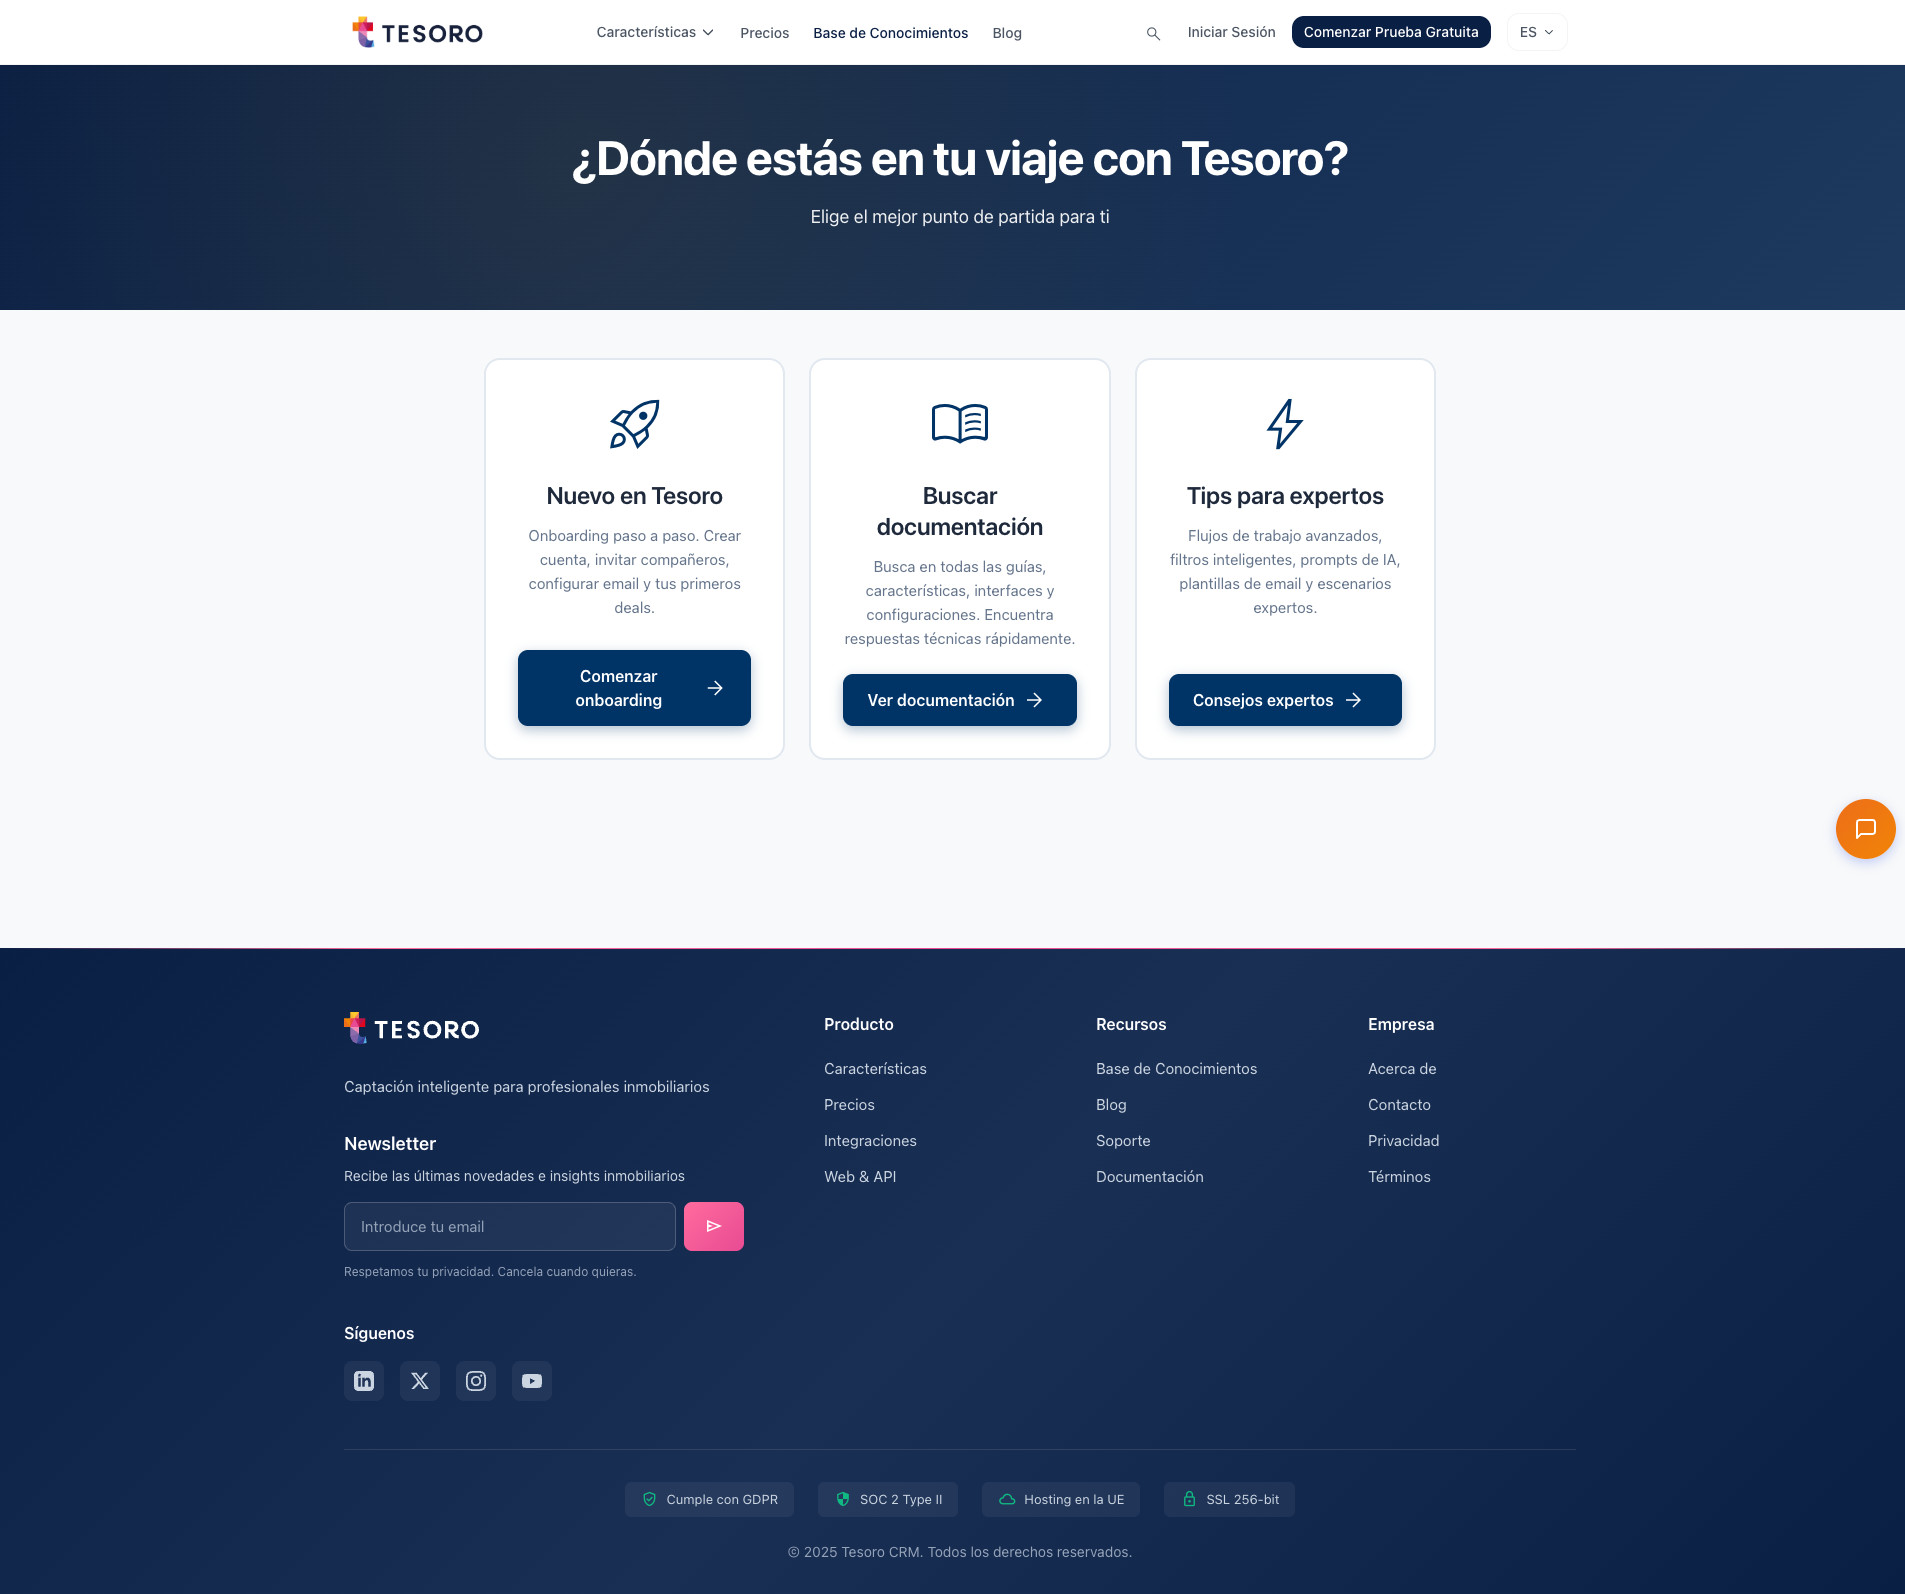 TESORO
Características
Precios
Base de Conocimientos
Blog
Iniciar Sesión
Comenzar Prueba Gratuita
ES
¿Dónde estás en tu viaje con Tesoro?
Elige el mejor punto de partida para ti
Nuevo en Tesoro
Onboarding paso a paso. Crear
cuenta, invitar compañeros,
configurar email y tus primeros
deals.
Comenzar
onboarding
Buscar
documentación
Busca en todas las guías,
características, interfaces y
configuraciones. Encuentra
respuestas técnicas rápidamente.
Ver documentación
Tips para expertos
Flujos de trabajo avanzados,
filtros inteligentes, prompts de IA,
plantillas de email y escenarios
expertos.
Consejos expertos
TESORO
Captación inteligente para profesionales inmobiliarios
Newsletter
Recibe las últimas novedades e insights inmobiliarios
Introduce tu email
Respetamos tu privacidad. Cancela cuando quieras.
Síguenos
Producto
Características
Precios
Integraciones
Web & API
Recursos
Base de Conocimientos
Blog
Soporte
Documentación
Empresa
Acerca de
Contacto
Privacidad
Términos
Cumple con GDPR
SOC 2 Type II
Hosting en la UE
SSL 256-bit
© 2025 Tesoro CRM. Todos los derechos reservados.